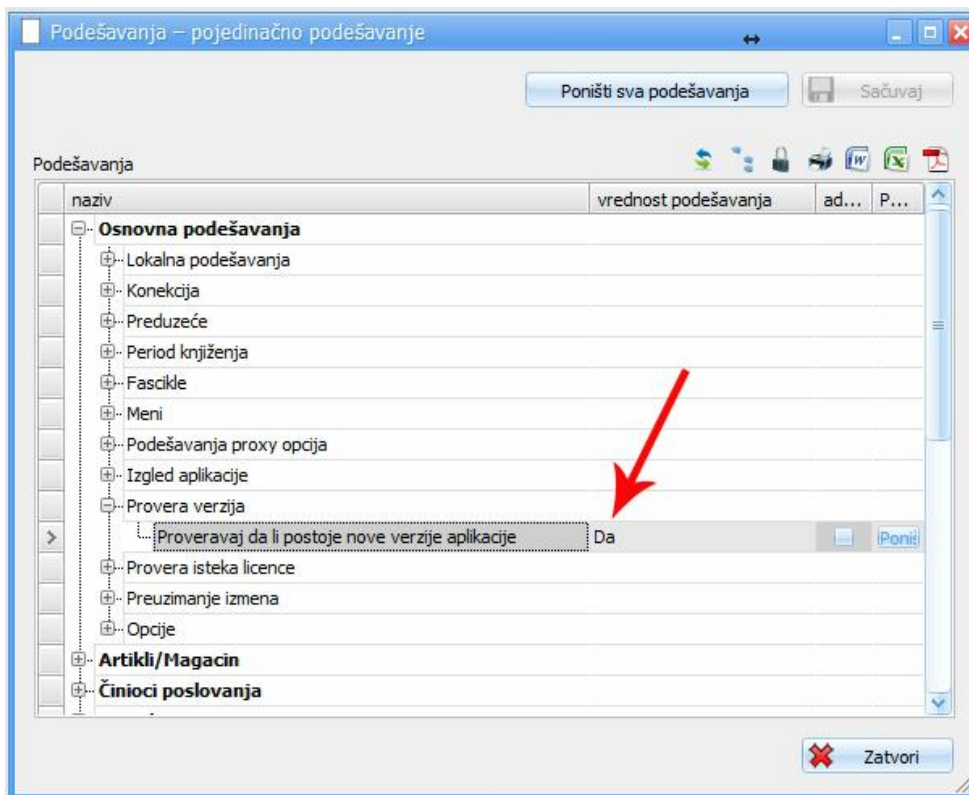 Podešavanja – pojedinačno podešavanje
Poništi sva podešavanja Sačuvaj
Podešavanja
naziv vrednost podešavanja ad... P...
Osnovna podešavanja
Lokalna podešavanja
Konekcija
Preduzeće
Period knjiženja
Fascikle
Meni
Podešavanja proxy opcija
Izgled aplikacije
Provera verzija
Proveravaj da li postoje nove verzije aplikacije Da Poniš
Provera isteka licence
Preuzimanje izmena
Opcije
Artikli/Magacin
Činioci poslovanja
Zatvori